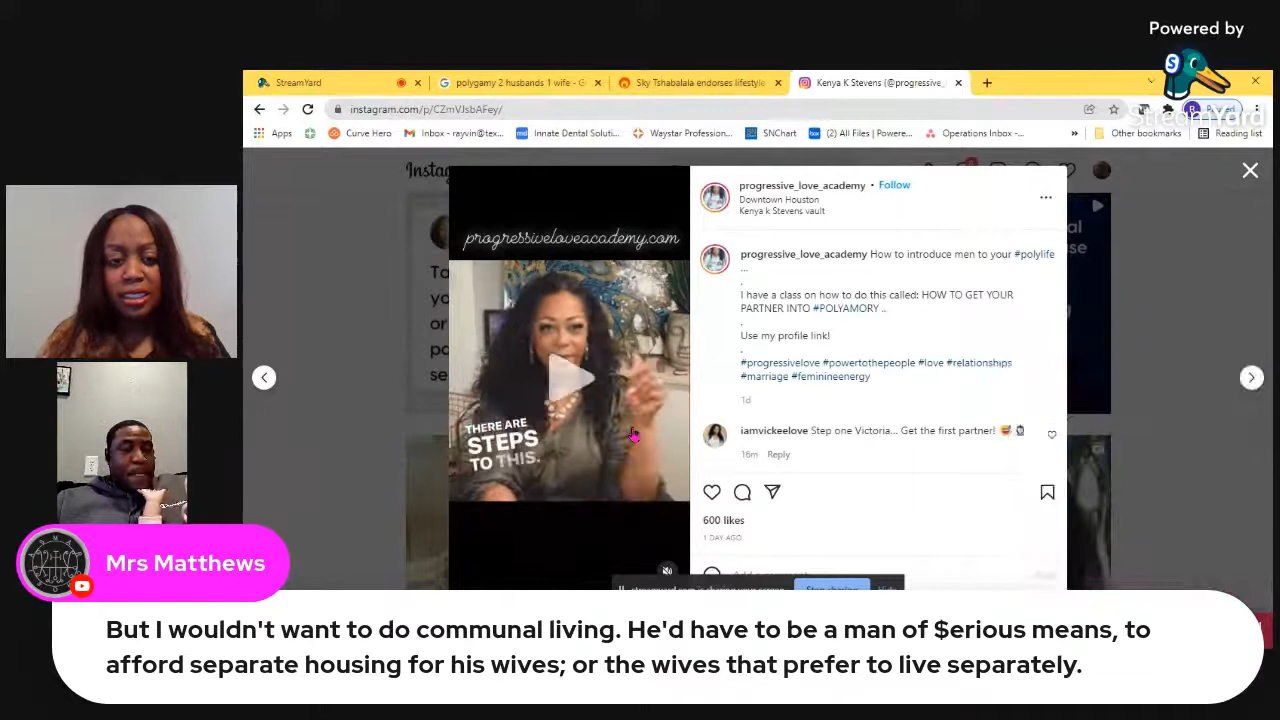 Powered by
StreamYard
StreamYard
polygamy 2 husbands 1 wife - G
Sky Tshabalala endorses lifestyle
Kenya K Stevens (@progressive_
instagram.com/p/CZmVJsbAFey/
Apps
Curve Hero
Inbox - rayvin@tex...
Innate Dental Soluti...
Waystar Profession...
SNChart
(2) All Files | Powere...
Operations Inbox -...
Other bookmarks
Reading list
progressiveloveacademy.com
THERE ARE
STEPS
TO THIS.
progressive_love_academy • Follow
Downtown Houston
Kenya k Stevens vault
progressive_love_academy How to introduce men to your #polylife
...
.
I have a class on how to do this called: HOW TO GET YOUR
PARTNER INTO #POLYAMORY ..
.
Use my profile link!
.
#progressivelove #powertothepeople #love #relationships
#marriage #feminineenergy
1d
iamvickeelove Step one Victoria... Get the first partner!
16m Reply
600 likes
1 DAY AGO
Mrs Matthews
But I wouldn't want to do communal living. He'd have to be a man of $erious means, to
afford separate housing for his wives; or the wives that prefer to live separately.